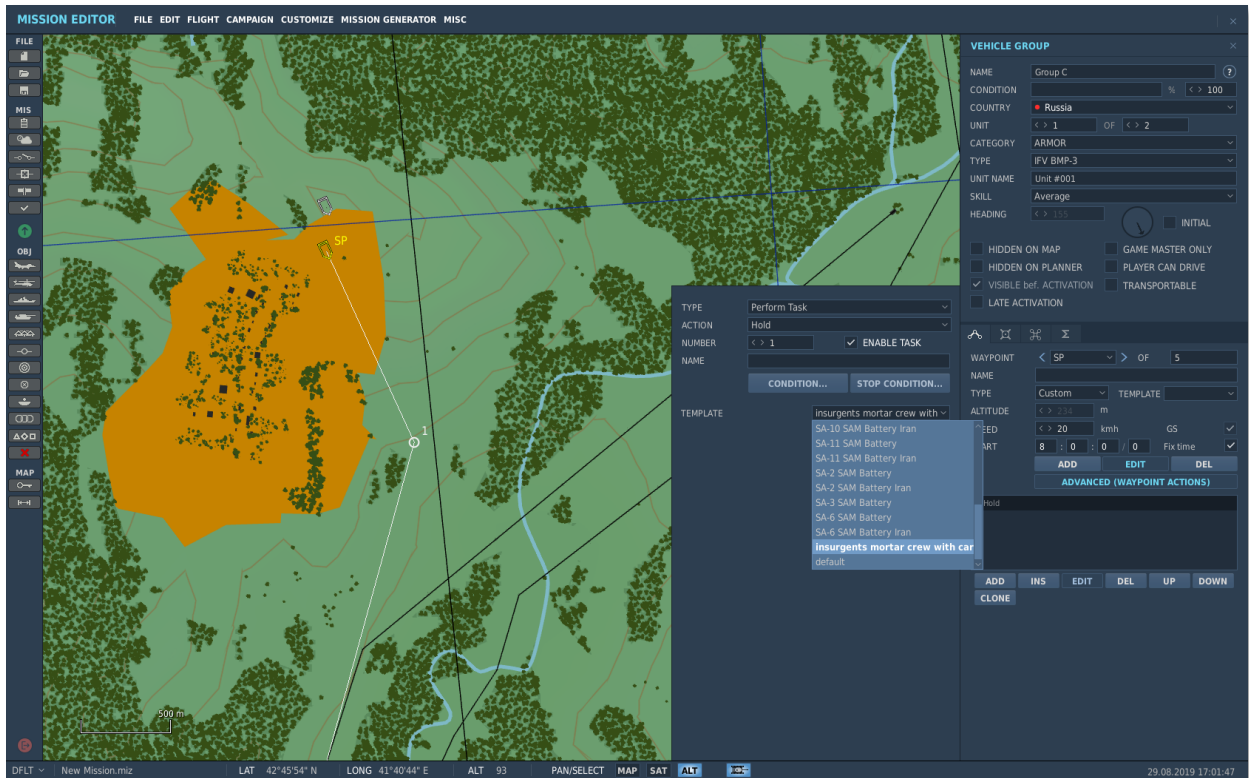 MISSION EDITOR FILE EDIT FLIGHT CAMPAIGN CUSTOMIZE MISSION GENERATOR MISC
FILE
MIS
OBJ
MAP
SP
1
500 m
TYPE Perform Task
ACTION Hold
NUMBER < > 1 ENABLE TASK
NAME
CONDITION... STOP CONDITION...
TEMPLATE insurgents mortar crew with
SA-10 SAM Battery Iran
SA-11 SAM Battery
SA-11 SAM Battery Iran
SA-2 SAM Battery
SA-2 SAM Battery Iran
SA-3 SAM Battery
SA-6 SAM Battery
SA-6 SAM Battery Iran
insurgents mortar crew with car
default
VEHICLE GROUP
NAME Group C ?
CONDITION % < > 100
COUNTRY Russia
UNIT < > 1 OF < > 2
CATEGORY ARMOR
TYPE IFV BMP-3
UNIT NAME Unit #001
SKILL Average
HEADING < > 155 INITIAL
HIDDEN ON MAP GAME MASTER ONLY
HIDDEN ON PLANNER PLAYER CAN DRIVE
VISIBLE bef. ACTIVATION TRANSPORTABLE
LATE ACTIVATION
WAYPOINT < SP > OF 5
NAME
TYPE Custom TEMPLATE
ALTITUDE < > 234 m
EED < > 20 kmh GS
ART 8 : 0 : 0 / 0 Fix time
ADD EDIT DEL
ADVANCED (WAYPOINT ACTIONS)
Hold
ADD INS EDIT DEL UP DOWN
CLONE
DFLT New Mission.miz LAT 42°45'54" N LONG 41°40'44" E ALT 93 PAN/SELECT MAP SAT ALT 29.08.2019 17:01:47